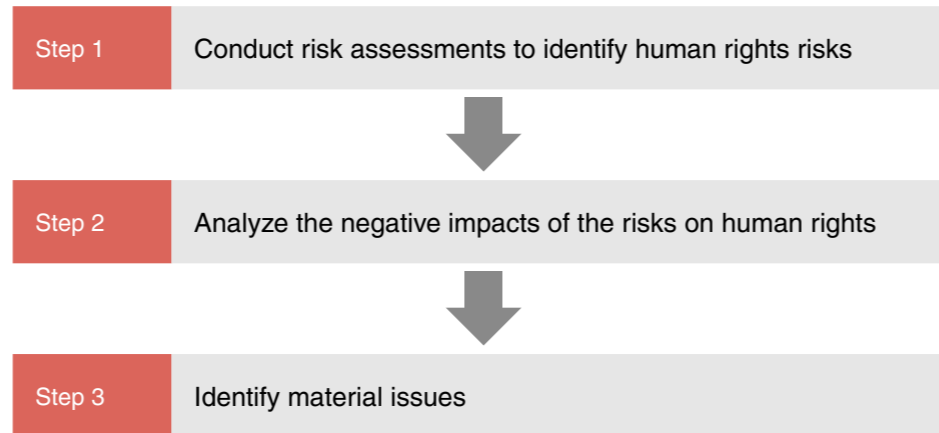 Step 1 Conduct risk assessments to identify human rights risks
Step 2 Analyze the negative impacts of the risks on human rights
Step 3 Identify material issues